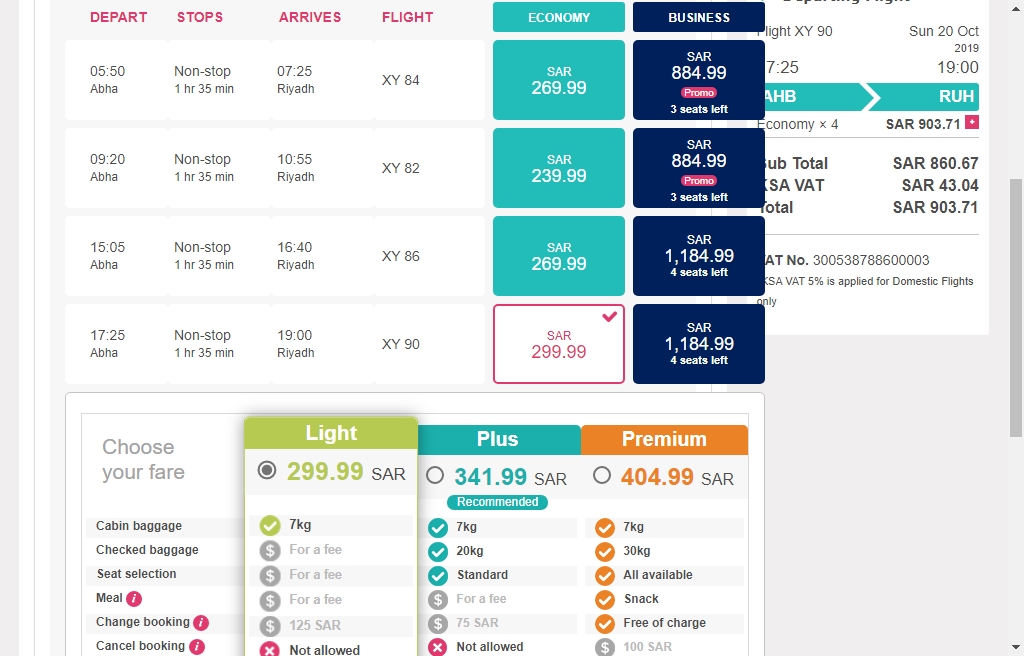 DEPART STOPS ARRIVES FLIGHT ECONOMY BUSINESS
05:50 Non-stop 07:25 XY 84 SAR 269.99 SAR 884.99
Abha 1 hr 35 min Riyadh Promo
3 seats left
09:20 Non-stop 10:55 XY 82 SAR 239.99 SAR 884.99
Abha 1 hr 35 min Riyadh Promo
3 seats left
15:05 Non-stop 16:40 XY 86 SAR 269.99 SAR 1,184.99
Abha 1 hr 35 min Riyadh 4 seats left
17:25 Non-stop 19:00 XY 90 SAR 299.99 SAR 1,184.99
Abha 1 hr 35 min Riyadh 4 seats left
XY 90 Sun 20 Oct
2019
19:00
AHB RUH
Economy × 4 SAR 903.71 +
Total SAR 860.67
VAT SAR 43.04
SAR 903.71
No. 300538788600003
VAT 5% is applied for Domestic Flights
only
Choose
your fare
Light Plus Premium
299.99 SAR 341.99 SAR 404.99 SAR
Recommended
Cabin baggage 7kg 7kg 7kg
Checked baggage $ For a fee 20kg 30kg
Seat selection $ For a fee Standard All available
Meal i $ For a fee $ For a fee Snack
Change booking i $ 125 SAR $ 75 SAR Free of charge
Cancel booking i Not allowed Not allowed $ 100 SAR